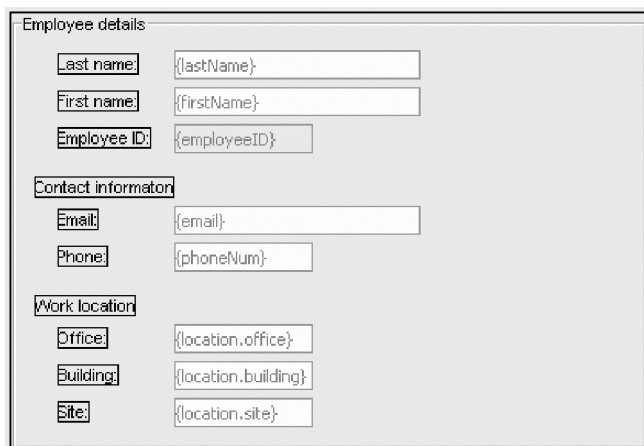 Employee details
Last name: {lastName}
First name: {firstName}
Employee ID: {employeeID}
Contact informaton
Email: {email}
Phone: {phoneNum}
Work location
Office: {location.office}
Building: {location.building}
Site: {location.site}